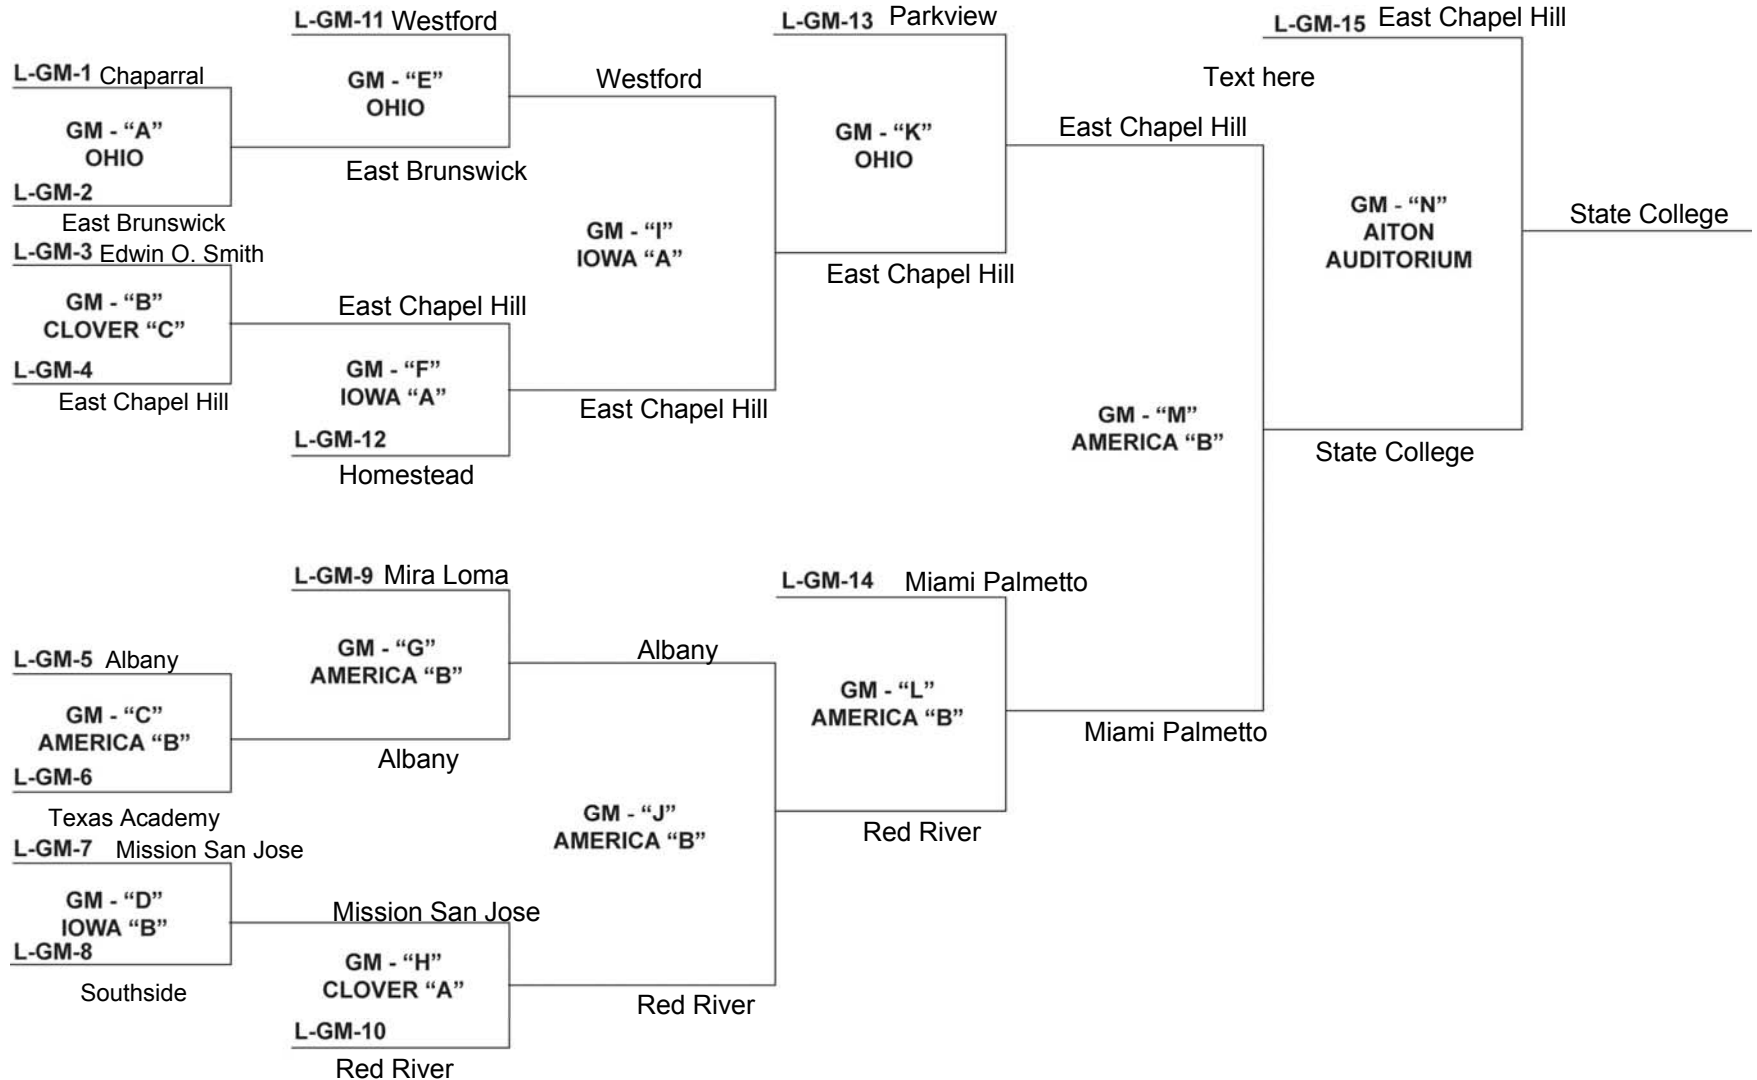 L-GM-11 Westford
L-GM-13 Parkview
L-GM-15 East Chapel Hill
L-GM-1 Chaparral
GM - “E”
OHIO
Westford
Text here
GM - “A”
OHIO
GM - “K”
OHIO
East Chapel Hill
L-GM-2
East Brunswick
East Brunswick
GM - “I”
IOWA “A”
GM - “N”
AITON
AUDITORIUM
State College
L-GM-3 Edwin O. Smith
East Chapel Hill
GM - “B”
CLOVER “C”
East Chapel Hill
L-GM-4
East Chapel Hill
GM - “F”
IOWA “A”
East Chapel Hill
GM - “M”
AMERICA “B”
L-GM-12
Homestead
State College
L-GM-9 Mira Loma
L-GM-14 Miami Palmetto
L-GM-5 Albany
GM - “G”
AMERICA “B”
Albany
GM - “C”
AMERICA “B”
GM - “L”
AMERICA “B”
Albany
Miami Palmetto
L-GM-6
Texas Academy
GM - “J”
AMERICA “B”
Red River
L-GM-7 Mission San Jose
GM - “D”
IOWA “B”
Mission San Jose
L-GM-8
Southside
GM - “H”
CLOVER “A”
Red River
L-GM-10
Red River